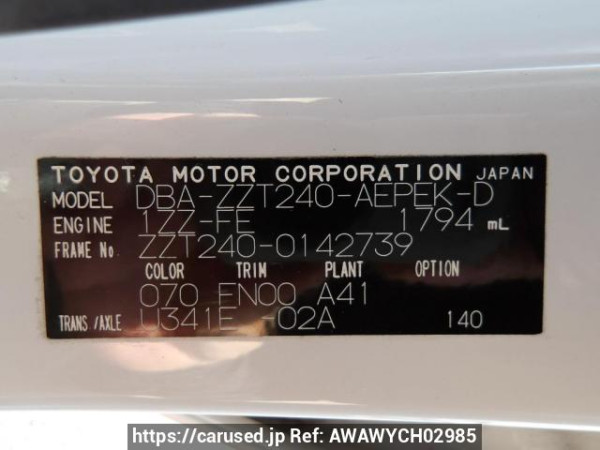 TOYOTA MOTOR CORPORATION JAPAN
MODEL DBA-ZZT240-AEPEK-D
ENGINE 1ZZ-FE 1794 mL
FRAME No ZZT240-0142739
COLOR TRIM PLANT OPTION
070 EN00 A41
TRANS./AXLE U341E -02A 140
https://carused.jp Ref: AWAWYCH02985